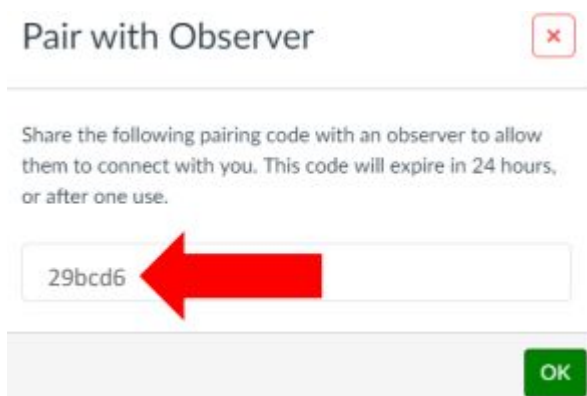 Pair with Observer
×
Share the following pairing code with an observer to allow
them to connect with you. This code will expire in 24 hours,
or after one use.
29bcd6
OK